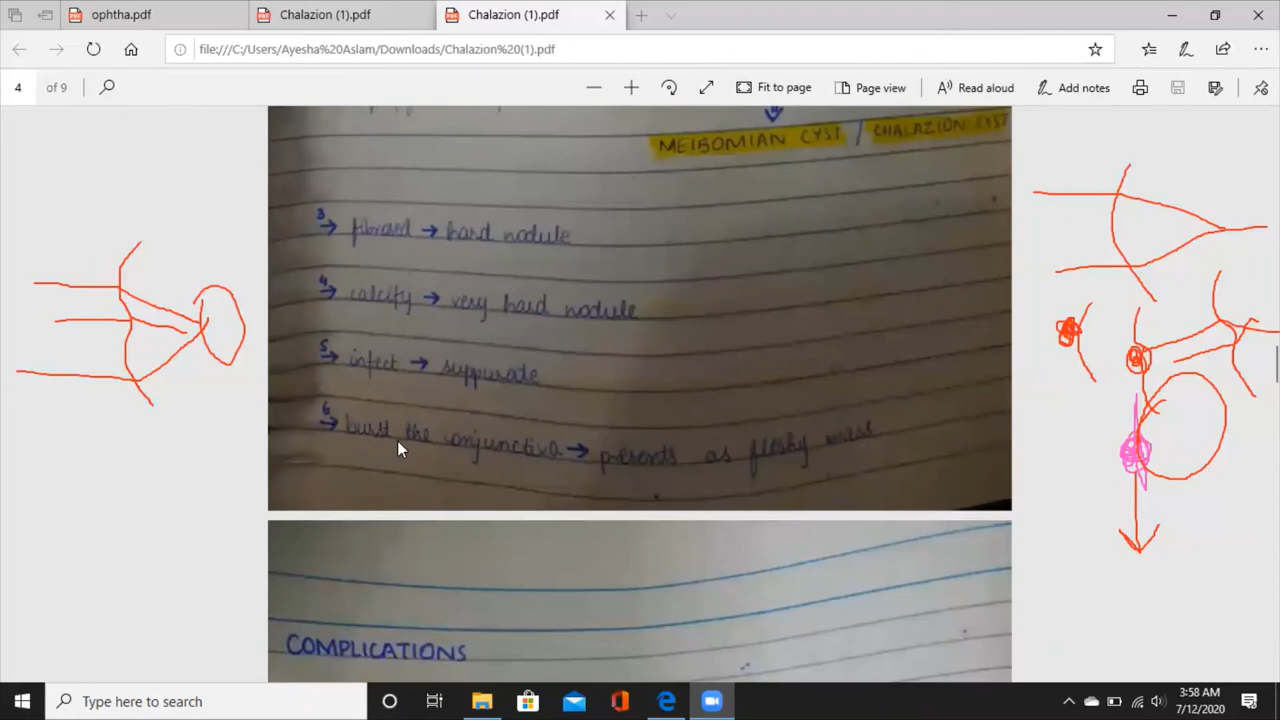 ophtha.pdf
Chalazion (1).pdf
Chalazion (1).pdf
file:///C:/Users/Ayesha%20Aslam/Downloads/Chalazion%20(1).pdf
4 of 9
Fit to page
Page view
Read aloud
Add notes
MEIBOMIAN CYST / CHALAZION CYST
3 → fibrosed → hard nodule
4 → calcify → very hard nodule
5 → infect → suppurate
6 → burst the conjunctiva → presents as fleshy mass
COMPLICATIONS
Type here to search
3:58 AM
7/12/2020